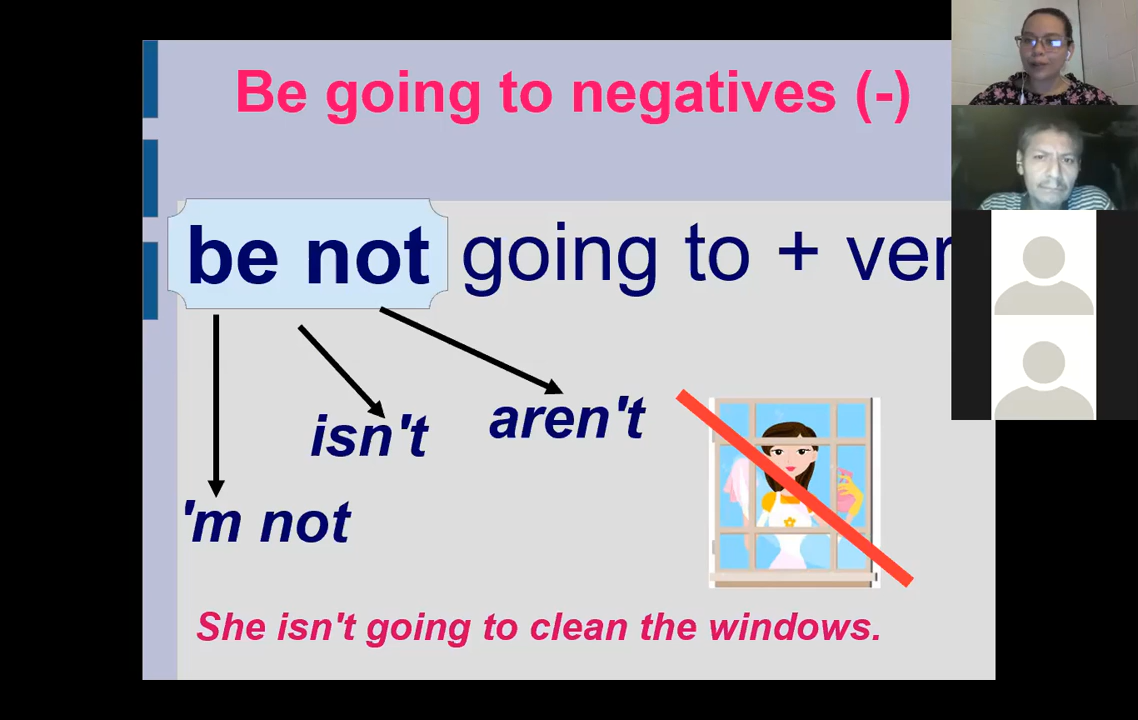 Be going to negatives (-)
be not going to + ver
isn't
aren't
'm not
She isn't going to clean the windows.